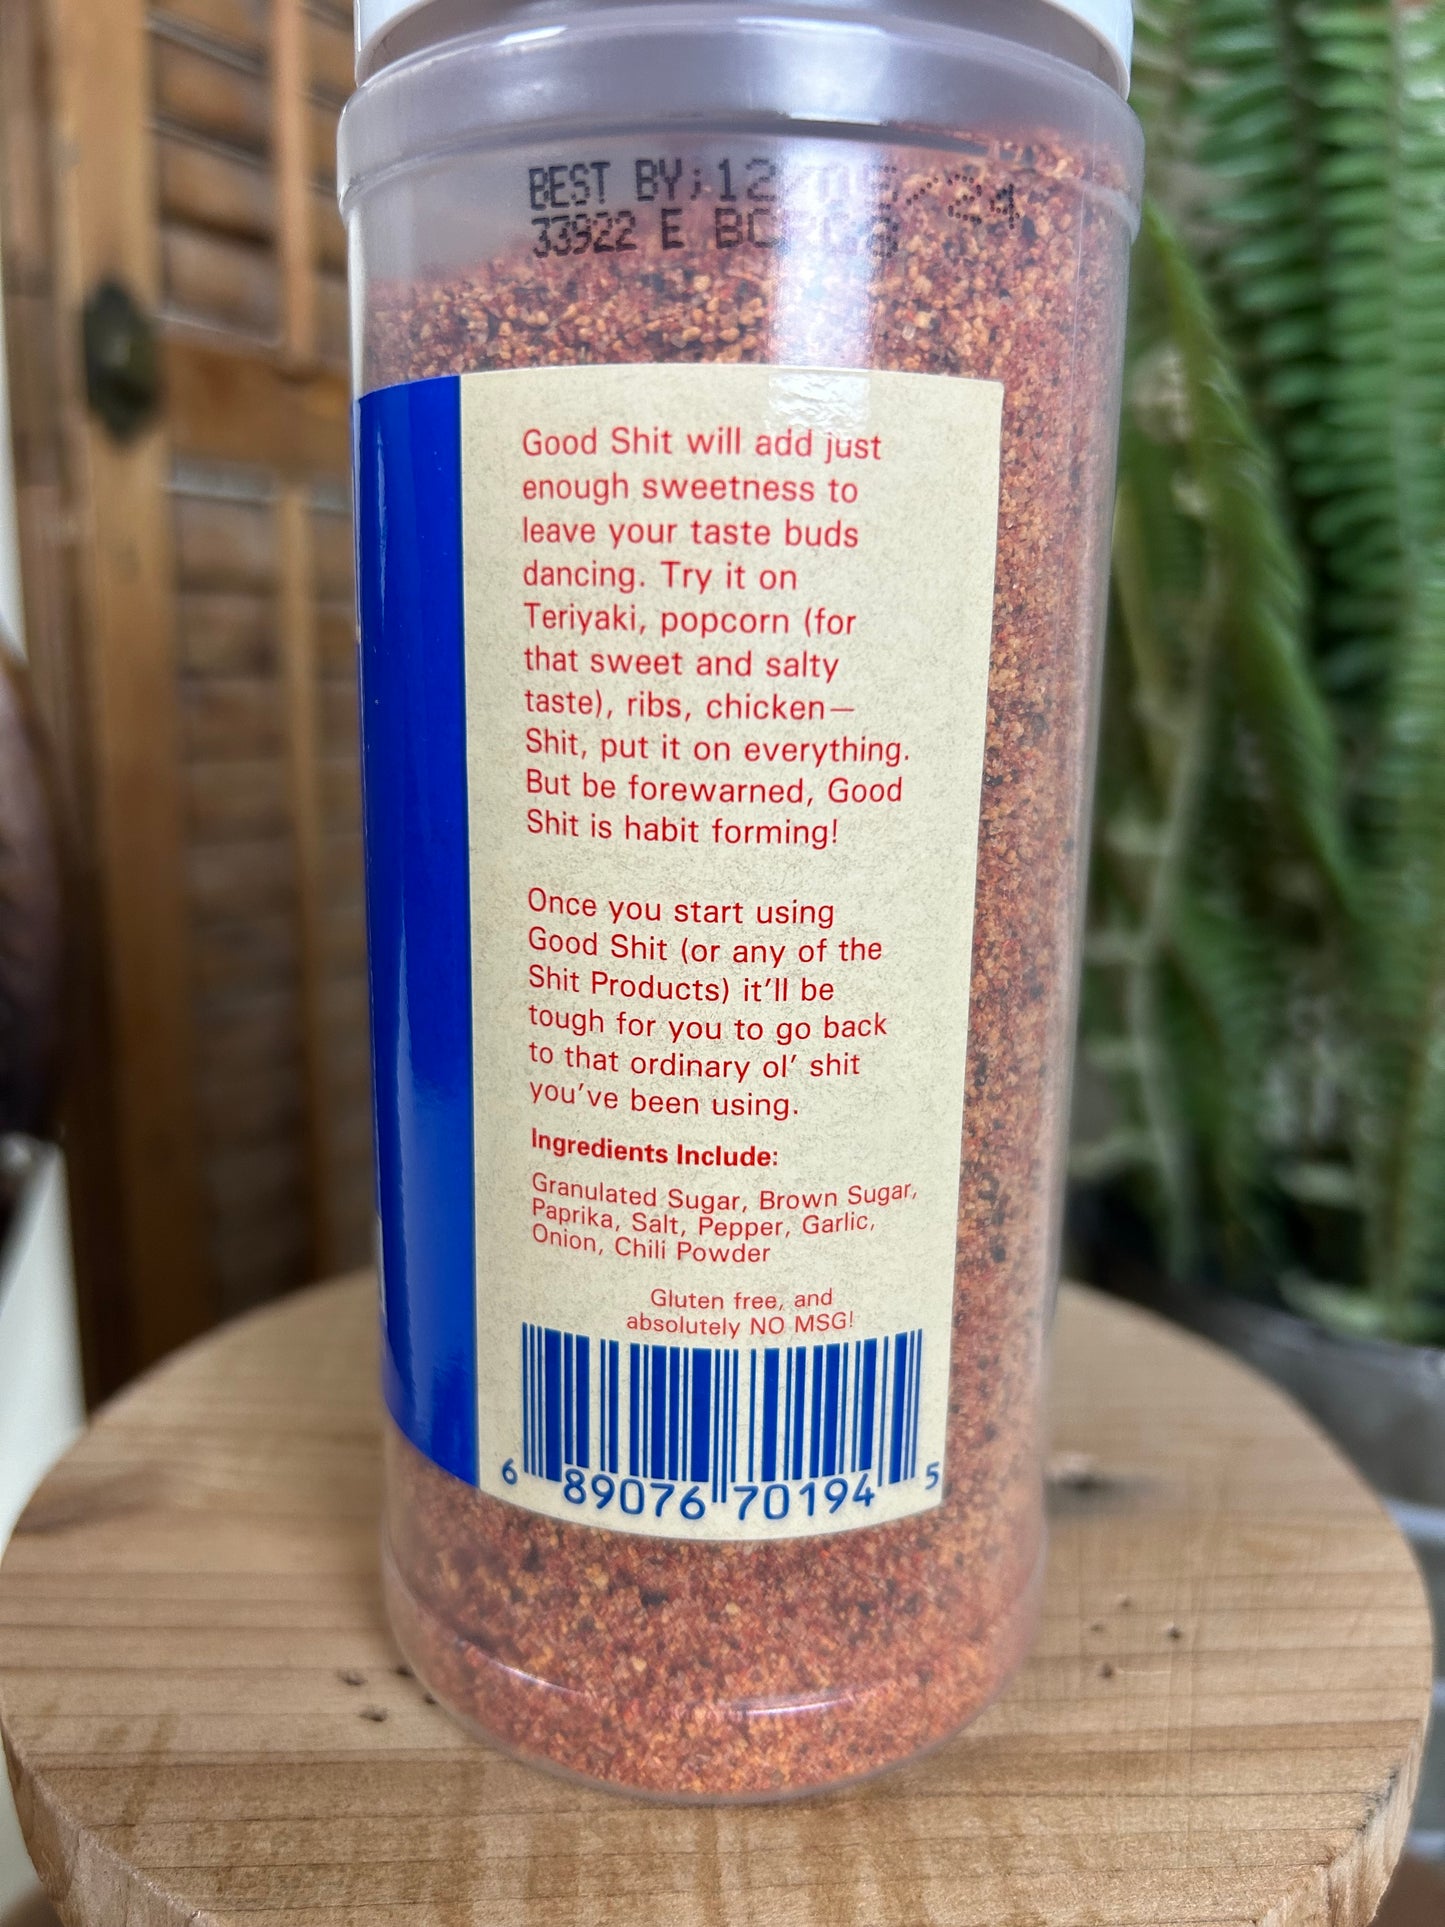 BEST BY; 12/05/24
33922 E
Good Shit will add just
enough sweetness to
leave your taste buds
dancing. Try it on
Teriyaki, popcorn (for
that sweet and salty
taste), ribs, chicken—
Shit, put it on everything.
But be forewarned, Good
Shit is habit forming!
Once you start using
Good Shit (or any of the
Shit Products) it'll be
tough for you to go back
to that ordinary ol' shit
you've been using.
Ingredients Include:
Granulated Sugar, Brown Sugar,
Paprika, Salt, Pepper, Garlic,
Onion, Chili Powder
Gluten free, and
absolutely NO MSG!
6 89076 70194 5